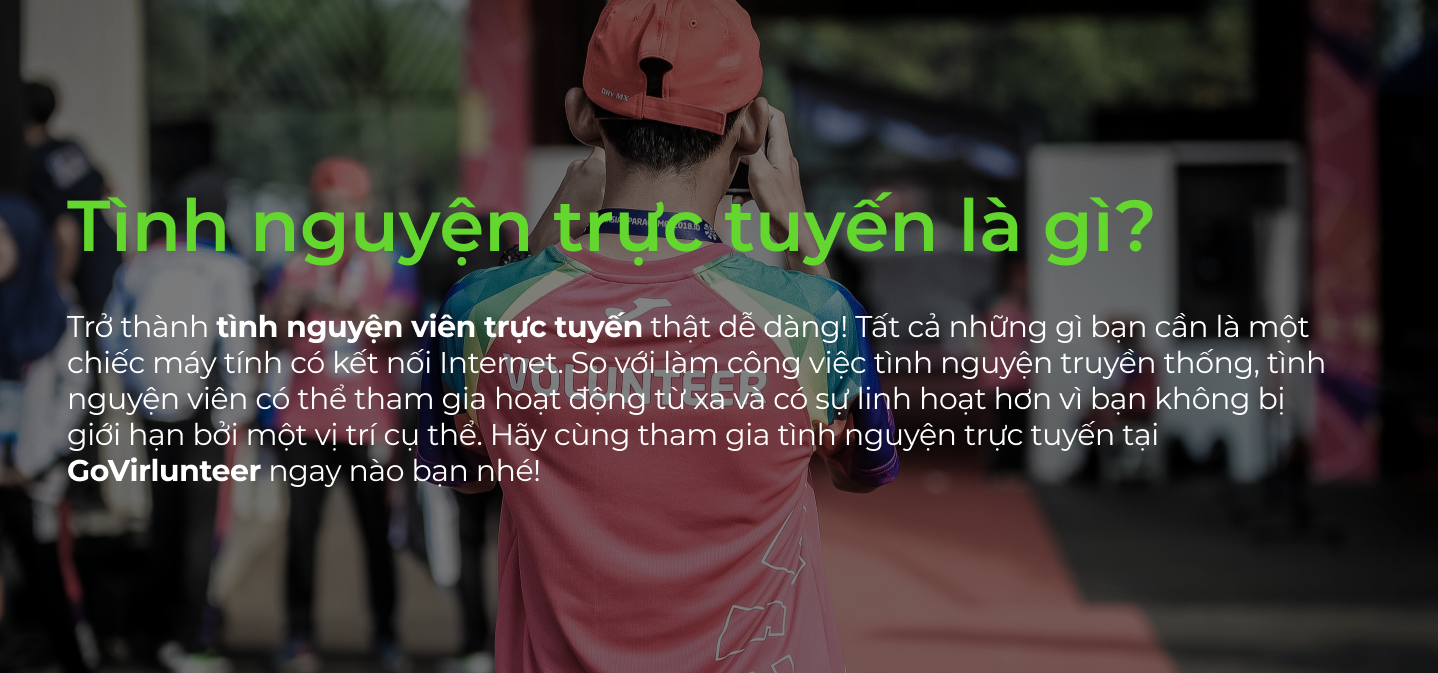 DRY MX
Tình nguyện trực tuyến là gì?
Trở thành tình nguyện viên trực tuyến thật dễ dàng! Tất cả những gì bạn cần là một
chiếc máy tính có kết nối Internet. So với làm công việc tình nguyện truyền thống, tình
VOLUNTEER
nguyện viên có thể tham gia hoạt động từ xa và có sự linh hoạt hơn vì bạn không bị
giới hạn bởi một vị trí cụ thể. Hãy cùng tham gia tình nguyện trực tuyến tại
GoVirlunteer ngay nào bạn nhé!